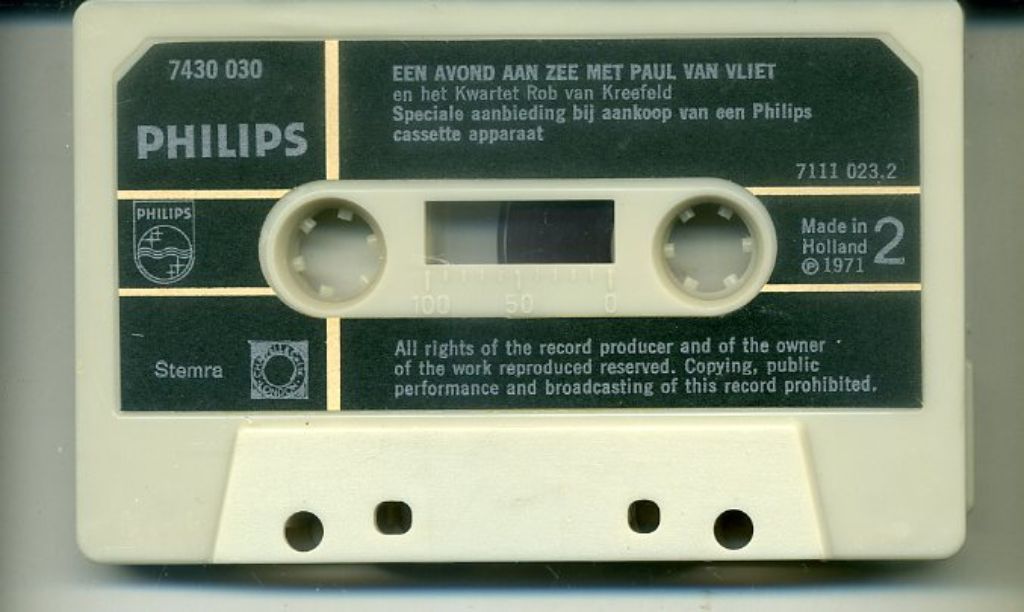 7430 030
PHILIPS
EEN AVOND AAN ZEE MET PAUL VAN VLIET
en het Kwartet Rob van Kreefeld
Speciale aanbieding bij aankoop van een Philips
cassette apparaat
7111 023.2
PHILIPS
Made in
Holland
℗ 1971
2
100 50 0
Stemra
All rights of the record producer and of the owner
of the work reproduced reserved. Copying, public
performance and broadcasting of this record prohibited.